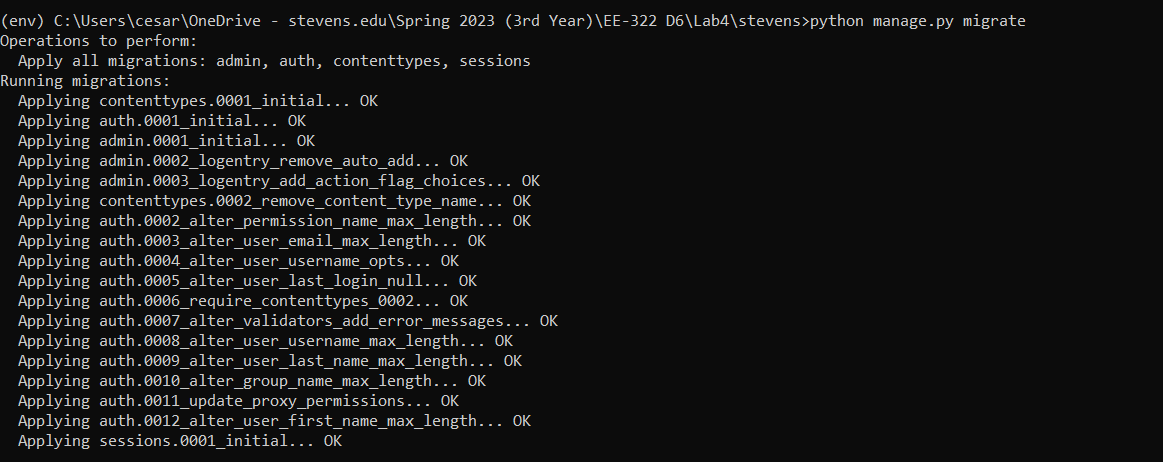 (env) C:\Users\cesar\OneDrive - stevens.edu\Spring 2023 (3rd Year)\EE-322 D6\Lab4\stevens>python manage.py migrate
Operations to perform:
  Apply all migrations: admin, auth, contenttypes, sessions
Running migrations:
  Applying contenttypes.0001_initial... OK
  Applying auth.0001_initial... OK
  Applying admin.0001_initial... OK
  Applying admin.0002_logentry_remove_auto_add... OK
  Applying admin.0003_logentry_add_action_flag_choices... OK
  Applying contenttypes.0002_remove_content_type_name... OK
  Applying auth.0002_alter_permission_name_max_length... OK
  Applying auth.0003_alter_user_email_max_length... OK
  Applying auth.0004_alter_user_username_opts... OK
  Applying auth.0005_alter_user_last_login_null... OK
  Applying auth.0006_require_contenttypes_0002... OK
  Applying auth.0007_alter_validators_add_error_messages... OK
  Applying auth.0008_alter_user_username_max_length... OK
  Applying auth.0009_alter_user_last_name_max_length... OK
  Applying auth.0010_alter_group_name_max_length... OK
  Applying auth.0011_update_proxy_permissions... OK
  Applying auth.0012_alter_user_first_name_max_length... OK
  Applying sessions.0001_initial... OK